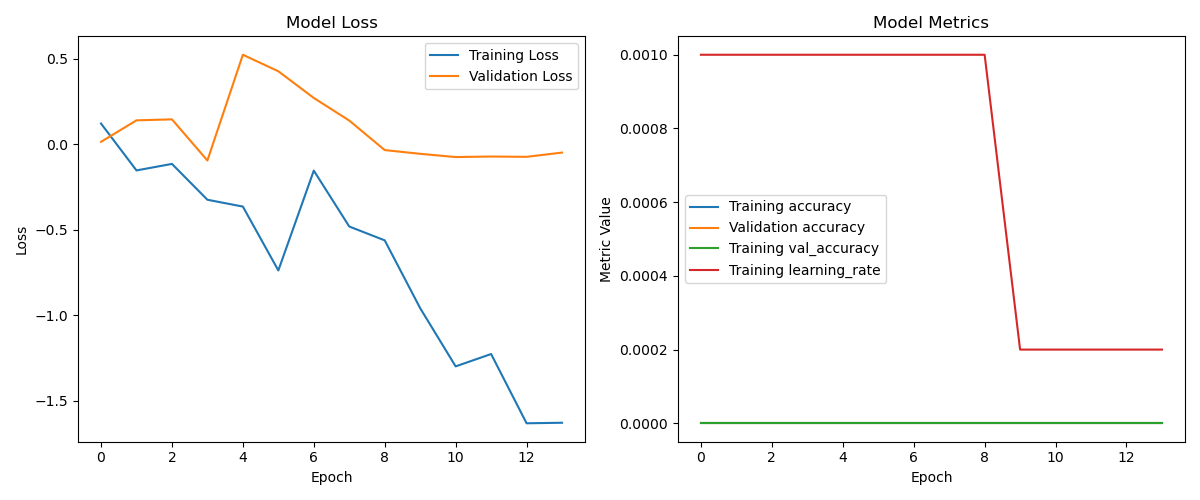 Model Loss
Training Loss
Validation Loss
0.5
0.0
−0.5
−1.0
−1.5
Loss
0 2 4 6 8 10 12
Epoch
Model Metrics
0.0010
0.0008
0.0006
0.0004
0.0002
0.0000
Metric Value
Training accuracy
Validation accuracy
Training val_accuracy
Training learning_rate
0 2 4 6 8 10 12
Epoch